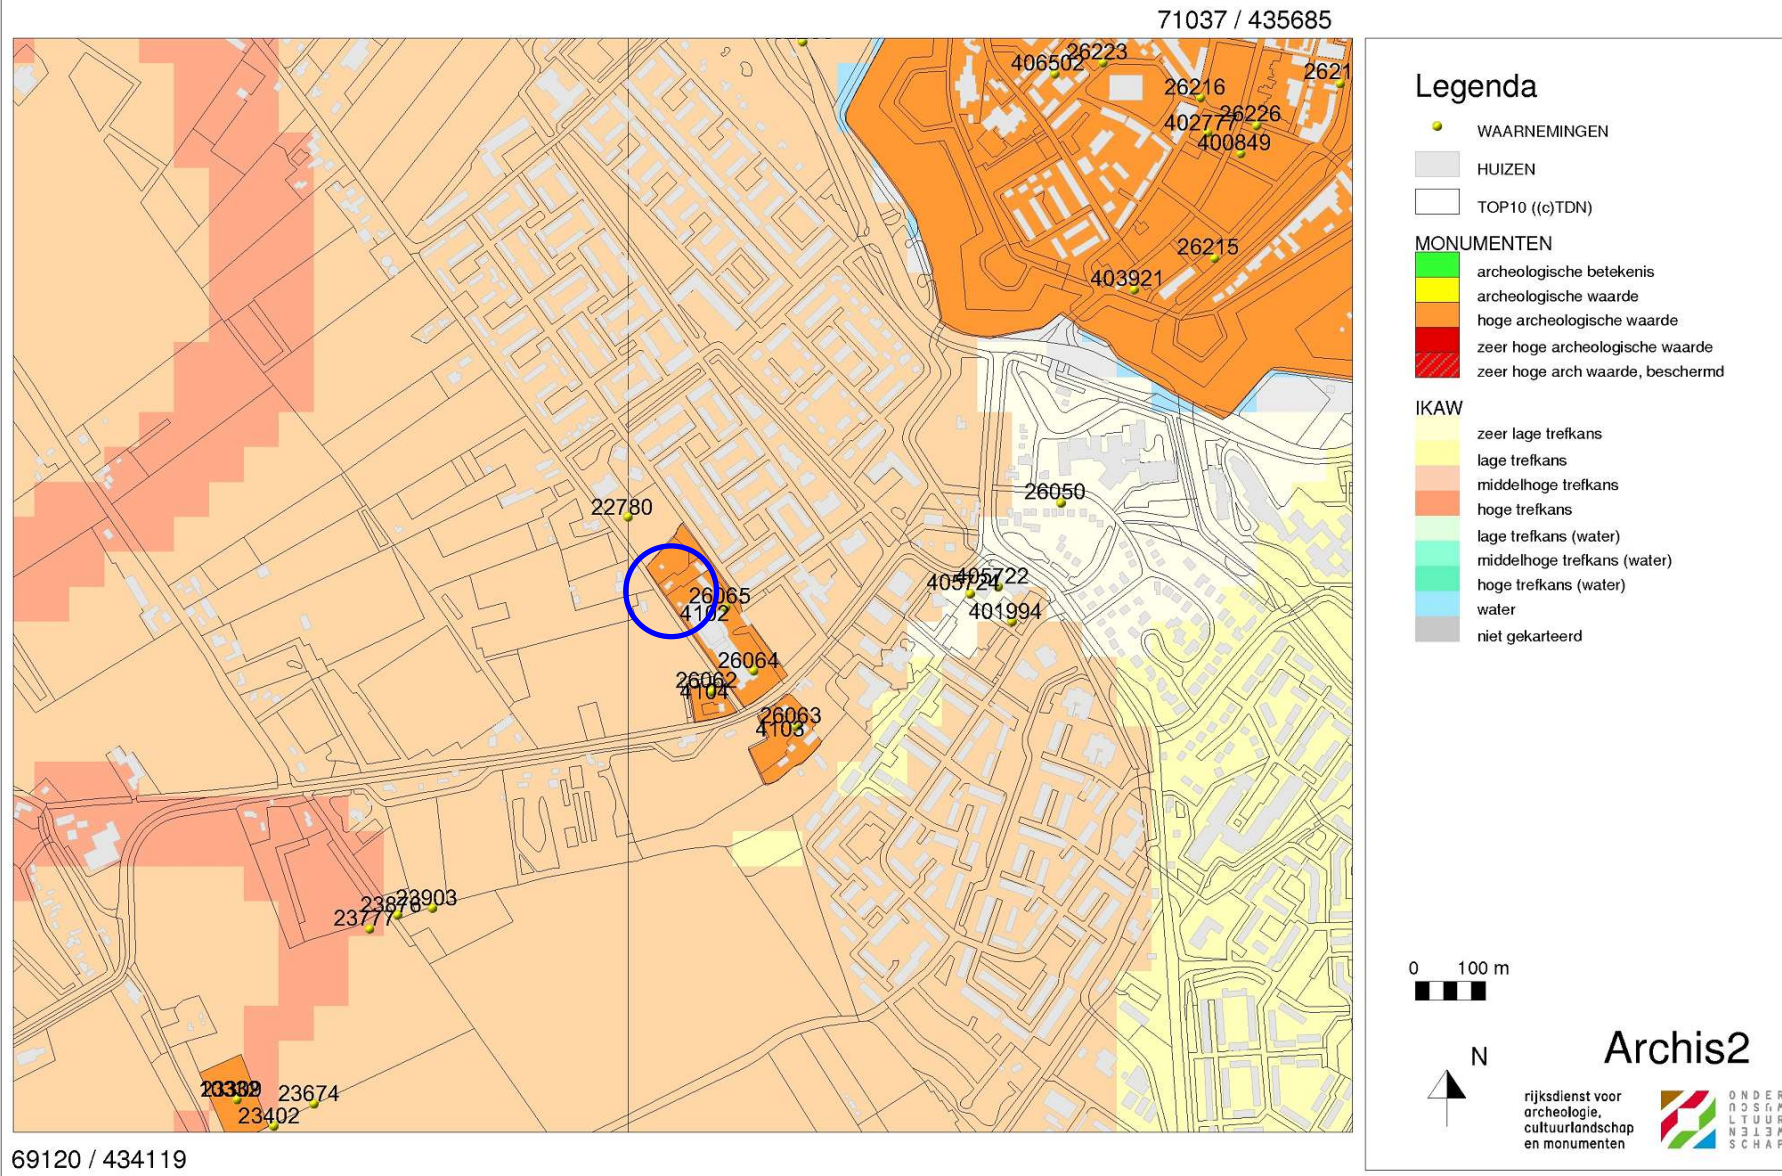 71037 / 435685
406502
26223
26216
402777
26226
400849
2621
26215
403921
22780
26050
26065
4102
405724
405722
401994
26064
26062
4104
26063
4103
23903
23876
23777
23674
23402
69120 / 434119
Legenda
WAARNEMINGEN
HUIZEN
TOP10 ((c)TDN)
MONUMENTEN
archeologische betekenis
archeologische waarde
hoge archeologische waarde
zeer hoge archeologische waarde
zeer hoge arch waarde, beschermd
IKAW
zeer lage trefkans
lage trefkans
middelhoge trefkans
hoge trefkans
lage trefkans (water)
middelhoge trefkans (water)
hoge trefkans (water)
water
niet gekarteerd
0 100 m
N
Archis2
rijksdienst voor
archeologie,
cultuurlandschap
en monumenten